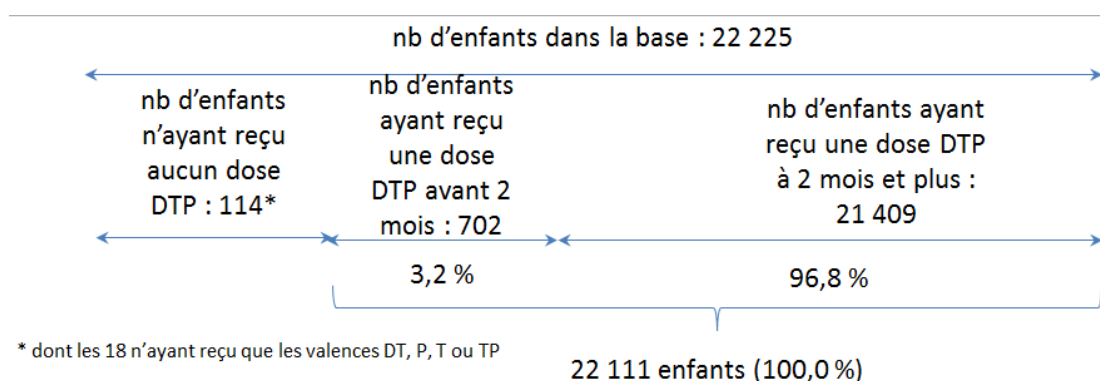 nb d'enfants dans la base : 22 225
nb d'enfants
n'ayant reçu
aucun dose
DTP : 114*
nb d'enfants
ayant reçu
une dose
DTP avant 2
mois : 702
nb d'enfants ayant
reçu une dose DTP
à 2 mois et plus :
21 409
3,2 %
96,8 %
* dont les 18 n'ayant reçu que les valences DT, P, T ou TP
22 111 enfants (100,0 %)